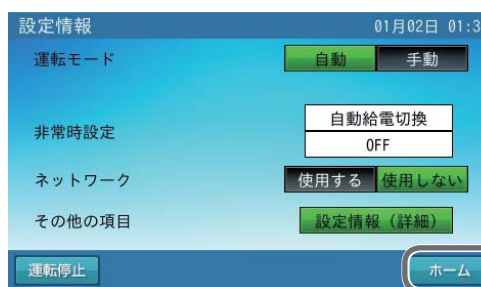 設定情報 01月02日 01:3
運転モード 自動 手動
非常時設定 自動給電切換
OFF
ネットワーク 使用する 使用しない
その他の項目 設定情報(詳細)
運転停止 ホーム